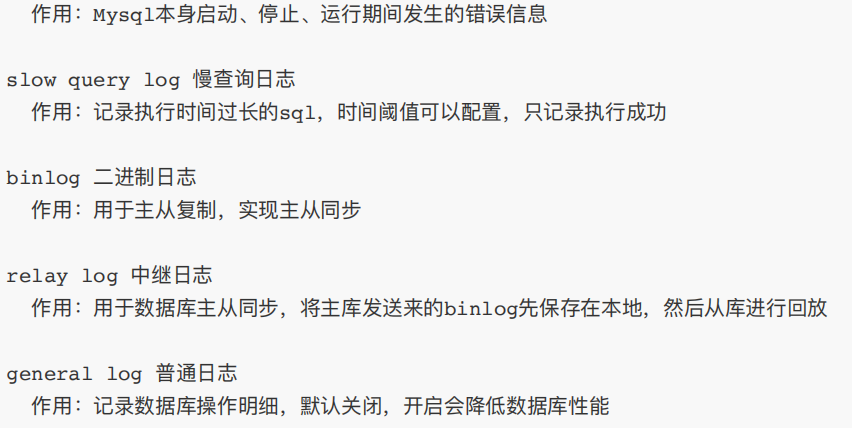 作用：Mysql本身启动、停止、运行期间发生的错误信息
slow query log 慢查询日志
作用：记录执行时间过长的sql，时间阈值可以配置，只记录执行成功
binlog 二进制日志
作用：用于主从复制，实现主从同步
relay log 中继日志
作用：用于数据库主从同步，将主库发送来的binlog先保存在本地，然后从库进行回放
general log 普通日志
作用：记录数据库操作明细，默认关闭，开启会降低数据库性能